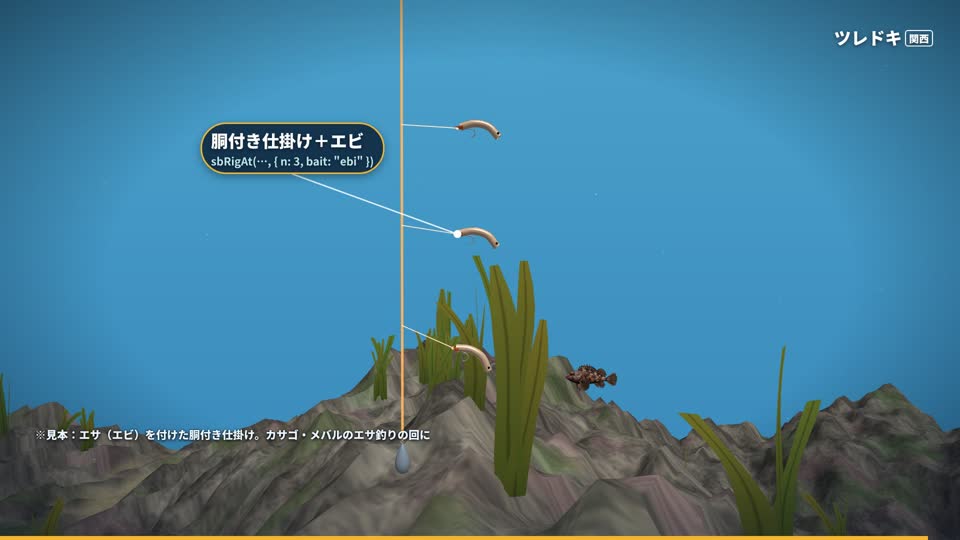 ツレドキ 関西
胴付き仕掛け＋エビ
sbRigAt(…, { n: 3, bait: "ebi" })
※見本：エサ（エビ）を付けた胴付き仕掛け。カサゴ・メバルのエサ釣りの回に